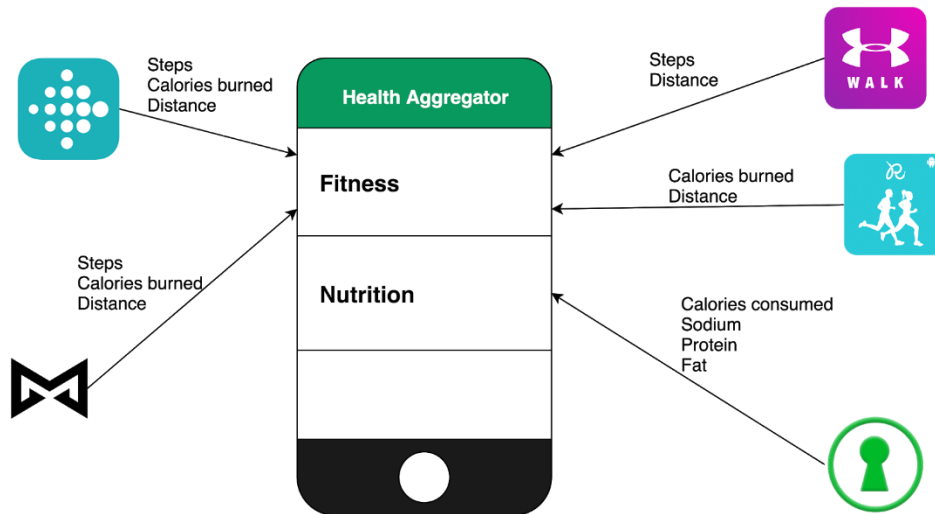 Steps
Calories burned
Distance
Health Aggregator
Steps
Distance
WALK
Fitness
Calories burned
Distance
R
Steps
Calories burned
Distance
Nutrition
Calories consumed
Sodium
Protein
Fat